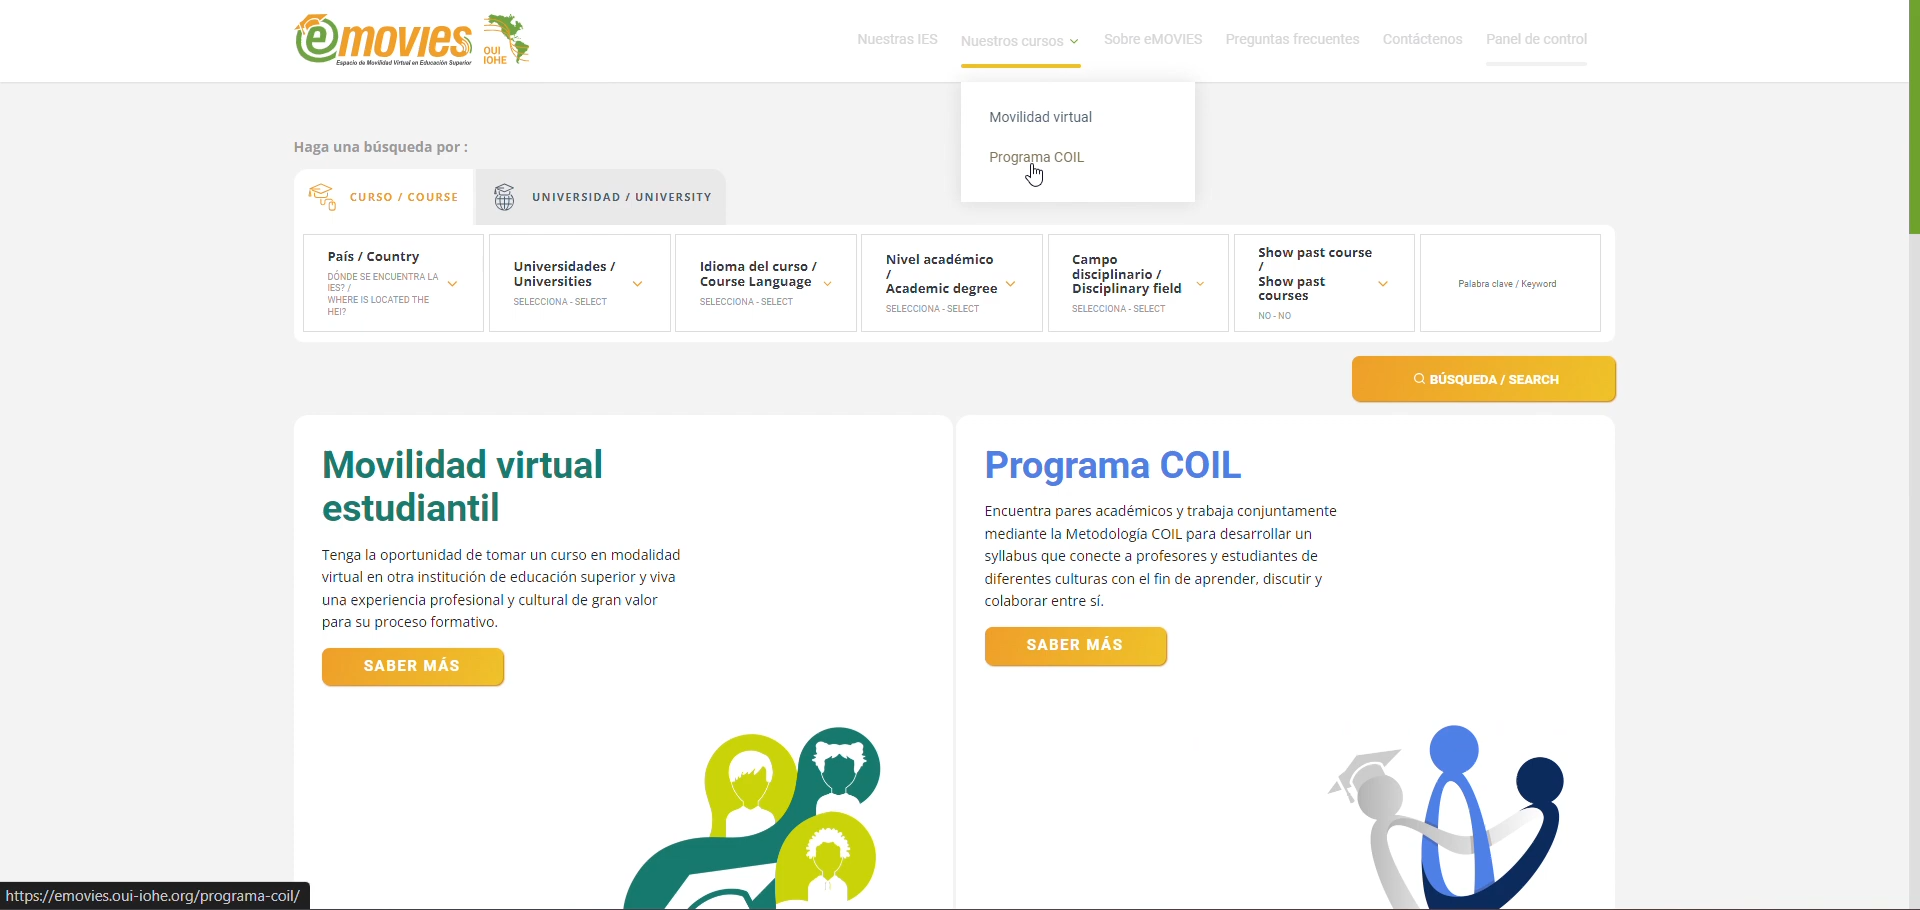 emovies
Espacio de Movilidad Virtual en Educación Superior
OUI
IOHE
Nuestras IES
Nuestros cursos
Sobre eMOVIES
Preguntas frecuentes
Contáctenos
Panel de control
Movilidad virtual
Programa COIL
Haga una búsqueda por :
CURSO / COURSE
UNIVERSIDAD / UNIVERSITY
País / Country
DÓNDE SE ENCUENTRA LA
IES? /
WHERE IS LOCATED THE
HEI?
Universidades /
Universities
SELECCIONA - SELECT
Idioma del curso /
Course Language
SELECCIONA - SELECT
Nivel académico
/
Academic degree
SELECCIONA - SELECT
Campo
disciplinario /
Disciplinary field
SELECCIONA - SELECT
Show past course
/
Show past
courses
NO - NO
Palabra clave / Keyword
BÚSQUEDA / SEARCH
Movilidad virtual
estudiantil
Tenga la oportunidad de tomar un curso en modalidad
virtual en otra institución de educación superior y viva
una experiencia profesional y cultural de gran valor
para su proceso formativo.
SABER MÁS
Programa COIL
Encuentra pares académicos y trabaja conjuntamente
mediante la Metodología COIL para desarrollar un
syllabus que conecte a profesores y estudiantes de
diferentes culturas con el fin de aprender, discutir y
colaborar entre sí.
SABER MÁS
https://emovies.oui-iohe.org/programa-coil/